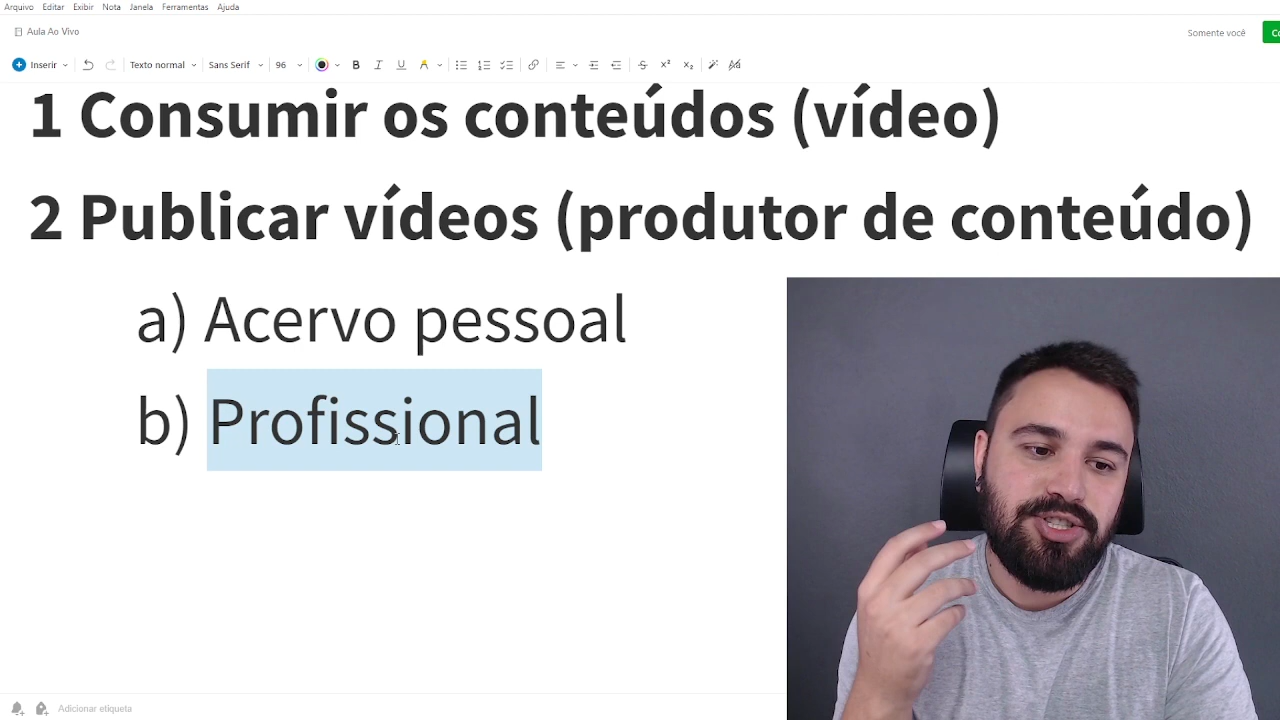 Arquivo Editar Exibir Nota Janela Ferramentas Ajuda
Aula Ao Vivo
Somente você
Co
Inserir Texto normal Sans Serif 96
1 Consumir os conteúdos (vídeo)
2 Publicar vídeos (produtor de conteúdo)
a) Acervo pessoal
b) Profissional
Adicionar etiqueta